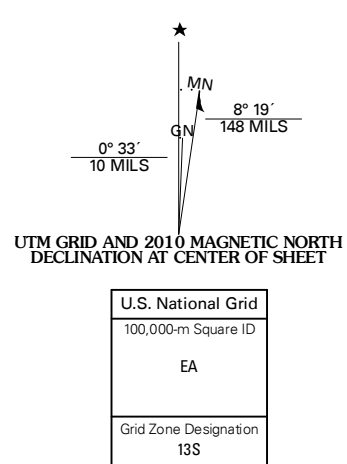 ★
MN
8° 19´
148 MILS
GN
0° 33´
10 MILS
UTM GRID AND 2010 MAGNETIC NORTH
DECLINATION AT CENTER OF SHEET
U.S. National Grid
100,000-m Square ID
EA
Grid Zone Designation
13S